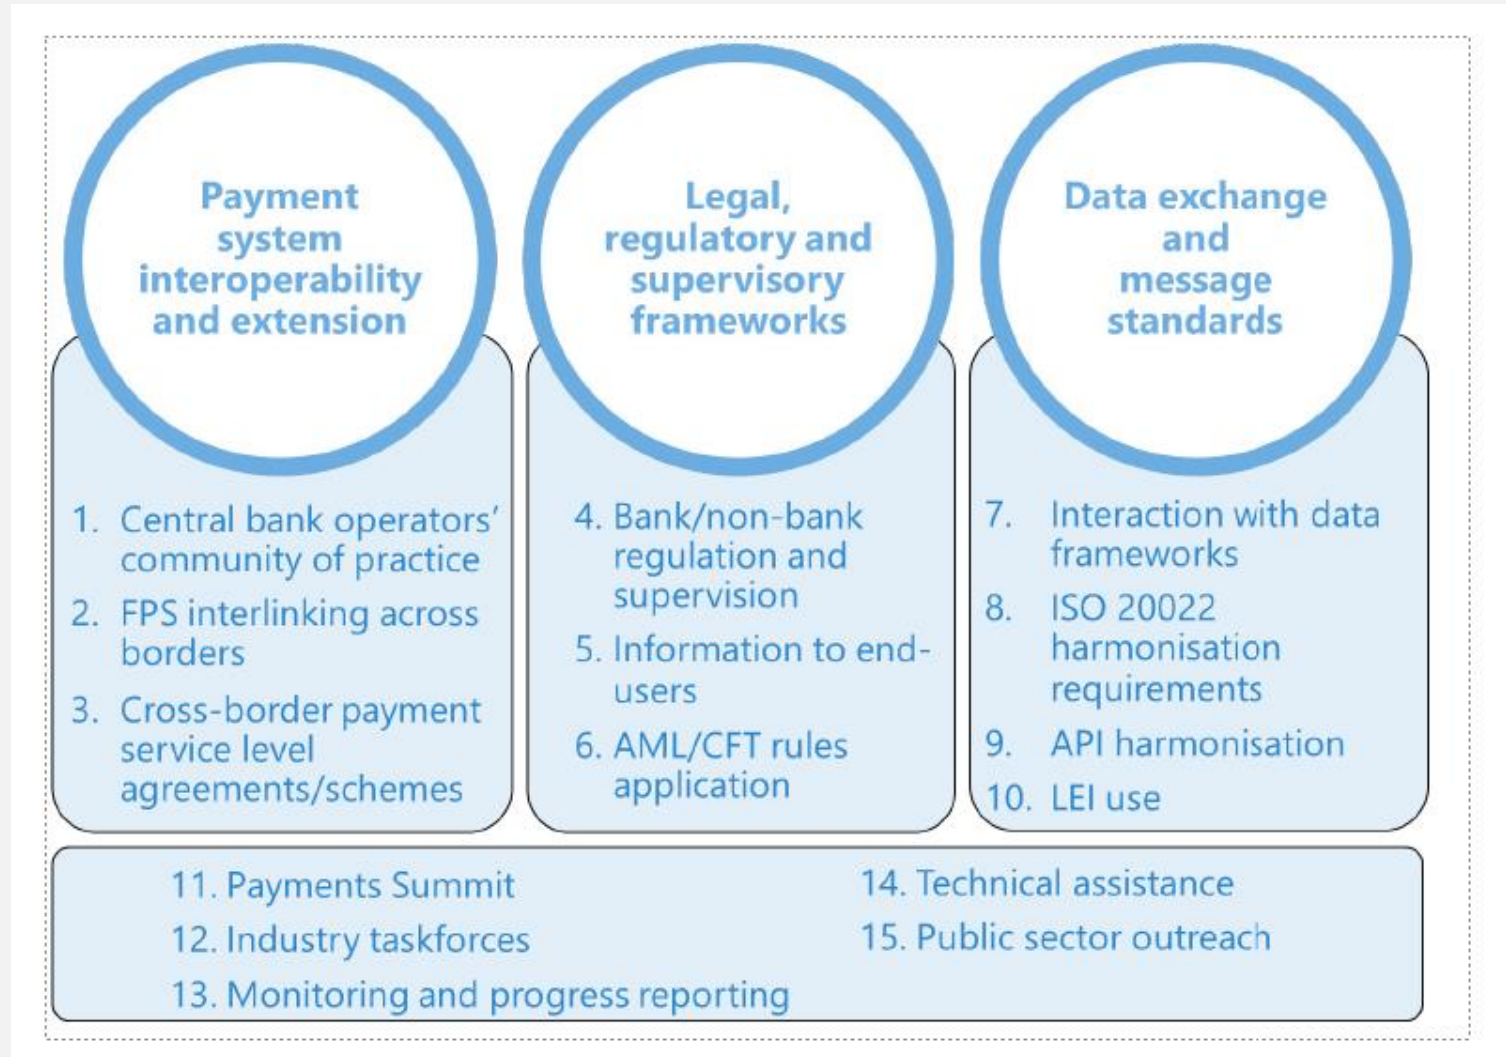 Payment
system
interoperability
and extension
1. Central bank operators’
community of practice
2. FPS interlinking across
borders
3. Cross-border payment
service level
agreements/schemes
Legal,
regulatory and
supervisory
frameworks
4. Bank/non-bank
regulation and
supervision
5. Information to end-
users
6. AML/CFT rules
application
Data exchange
and
message
standards
7. Interaction with data
frameworks
8. ISO 20022
harmonisation
requirements
9. API harmonisation
10. LEI use
11. Payments Summit
12. Industry taskforces
13. Monitoring and progress reporting
14. Technical assistance
15. Public sector outreach